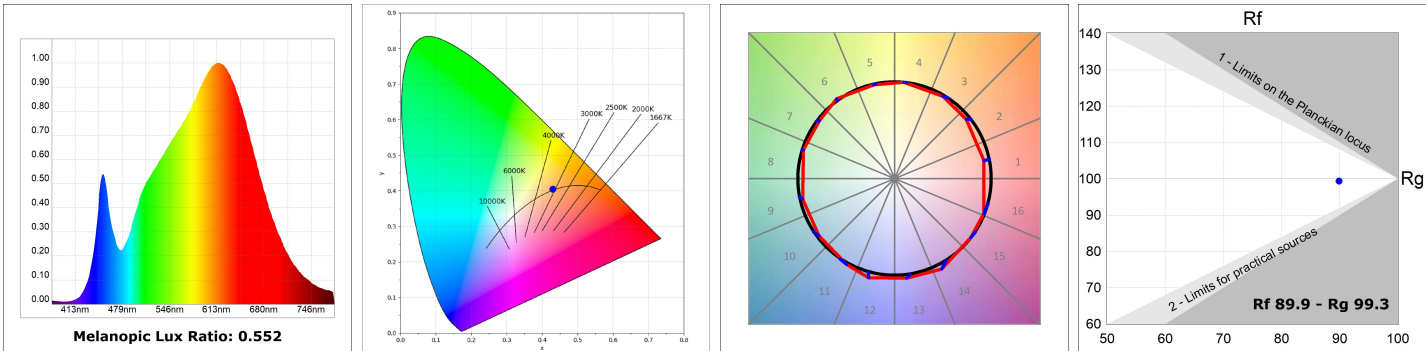 1.00
0.90
0.80
0.70
0.60
0.50
0.40
0.30
0.20
0.10
0.00
413nm 479nm 546nm 613nm 680nm 746nm
Melanopic Lux Ratio: 0.552
0.9
0.8
0.7
0.6
0.5
0.4
0.3
0.2
0.1
0.0
y
0.0 0.1 0.2 0.3 0.4 0.5 0.6 0.7 0.8
x
10000K
6000K
4000K
3000K
2500K
2000K
1667K
1
2
3
4
5
6
7
8
9
10
11
12
13
14
15
16
Rf
140
130
120
110
100
90
80
70
60
50 60 70 80 90 100
Rg
1 - Limits on the Planckian locus
2 - Limits for practical sources
Rf 89.9 - Rg 99.3